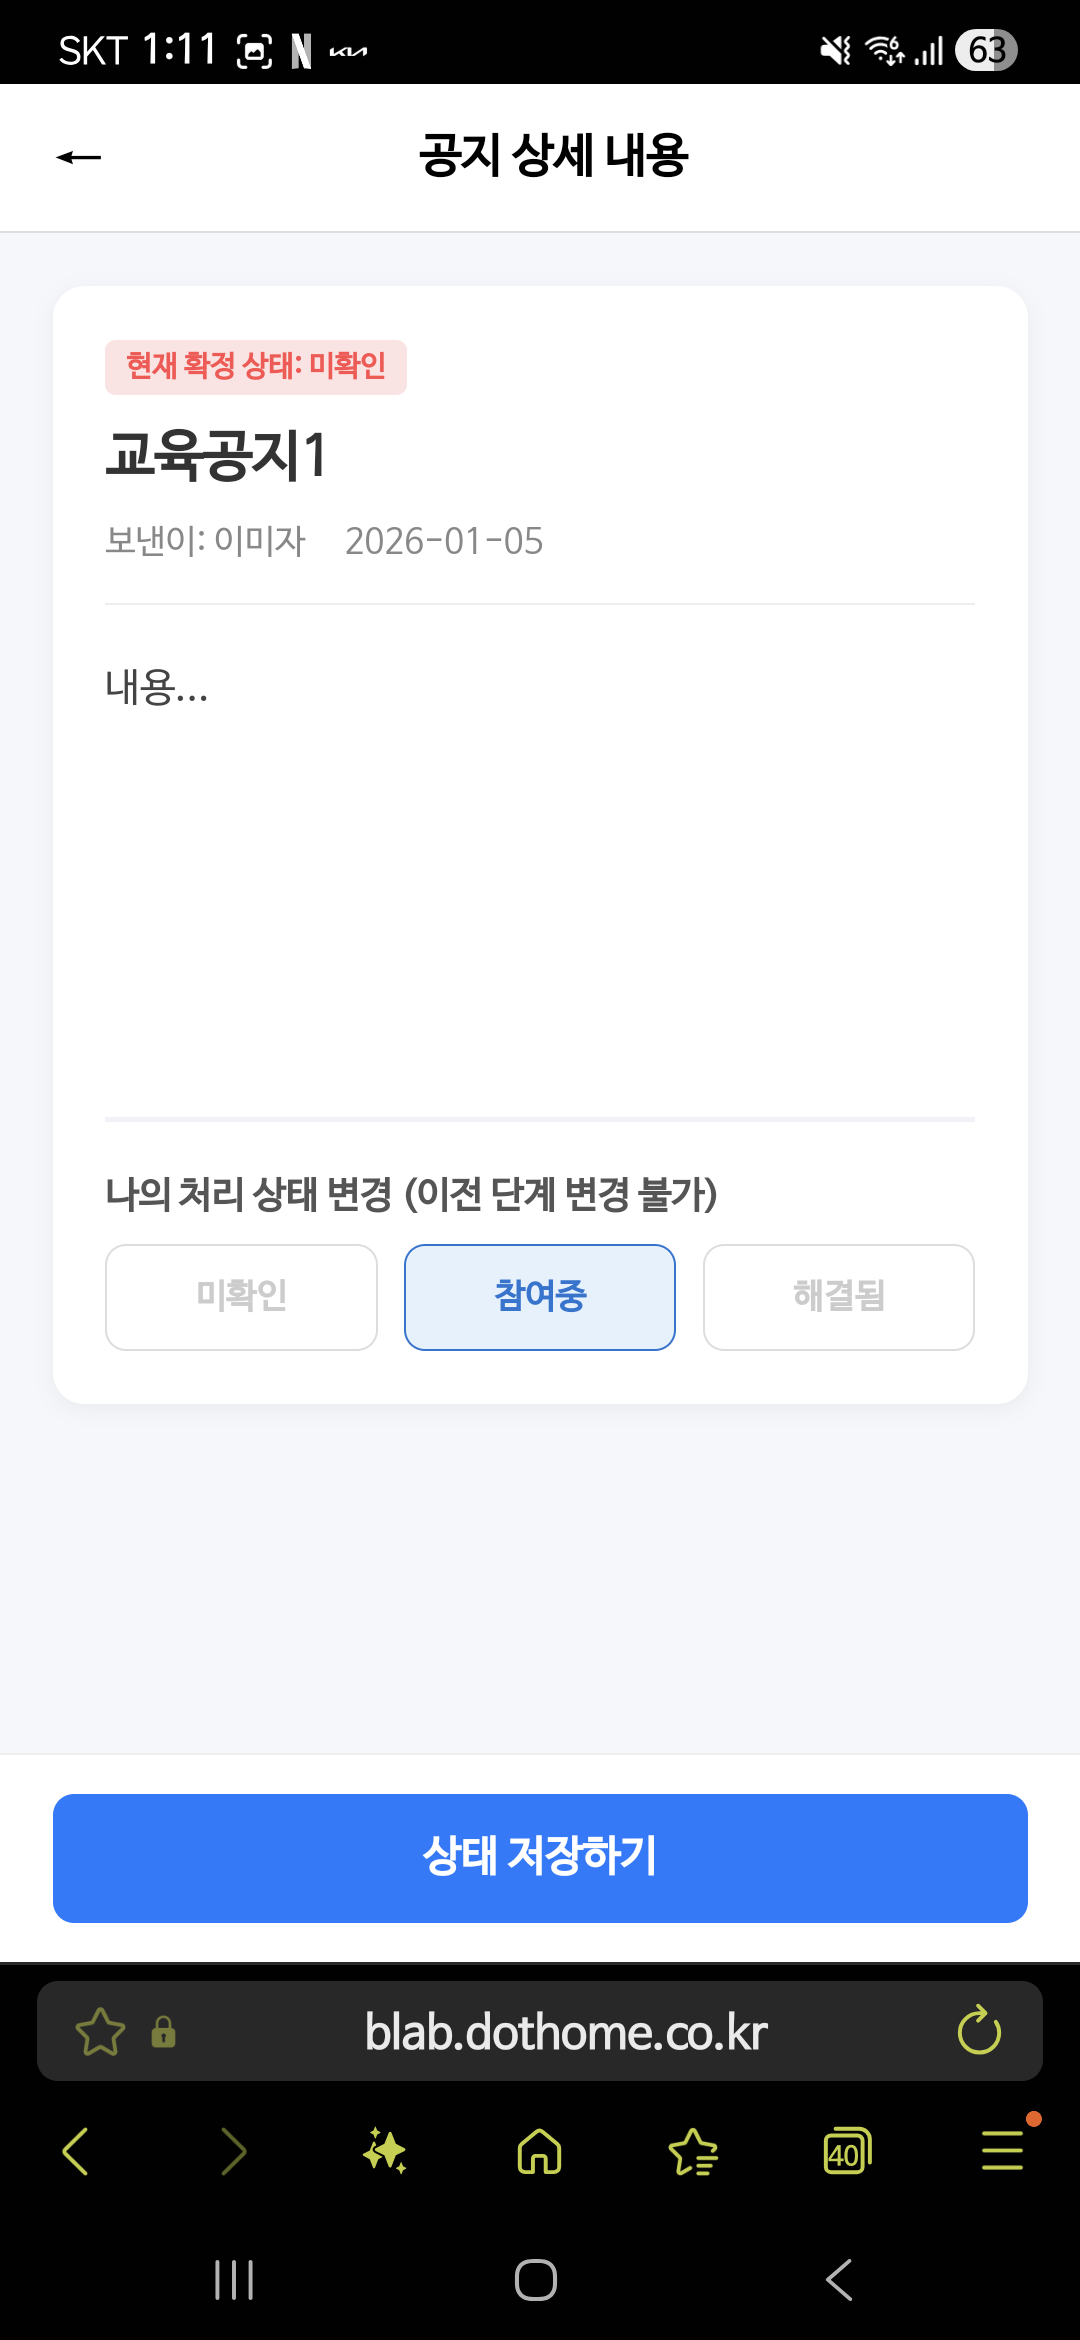 SKT 1:11 N KIA 6 63
공지 상세 내용
현재 확정 상태: 미확인
교육공지1
보낸이: 이미자 2026-01-05
내용...
나의 처리 상태 변경 (이전 단계 변경 불가)
미확인 참여중 해결됨
상태 저장하기
blab.dothome.co.kr
40